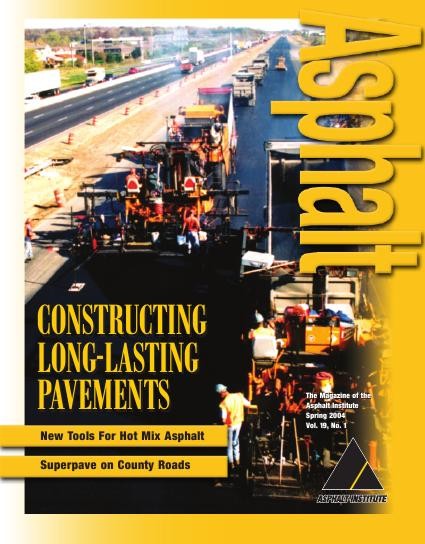 Asphalt
CONSTRUCTING
LONG-LASTING
PAVEMENTS
New Tools For Hot Mix Asphalt
Superpave on County Roads
The Magazine of the
Asphalt Institute
Spring 2004
Vol. 19, No. 1
ASPHALT INSTITUTE